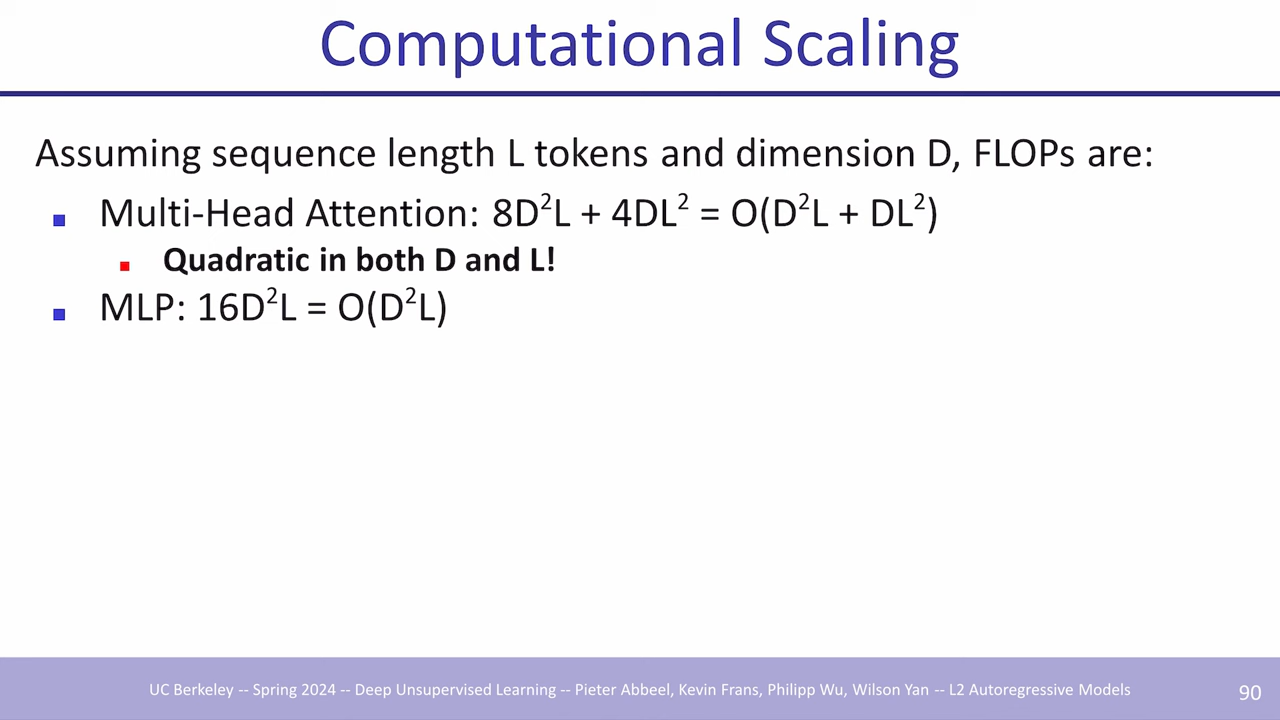 Computational Scaling
Assuming sequence length L tokens and dimension D, FLOPs are:
Multi-Head Attention: 8D²L + 4DL² = O(D²L + DL²)
Quadratic in both D and L!
MLP: 16D²L = O(D²L)
UC Berkeley -- Spring 2024 -- Deep Unsupervised Learning -- Pieter Abbeel, Kevin Frans, Philipp Wu, Wilson Yan -- L2 Autoregressive Models
90